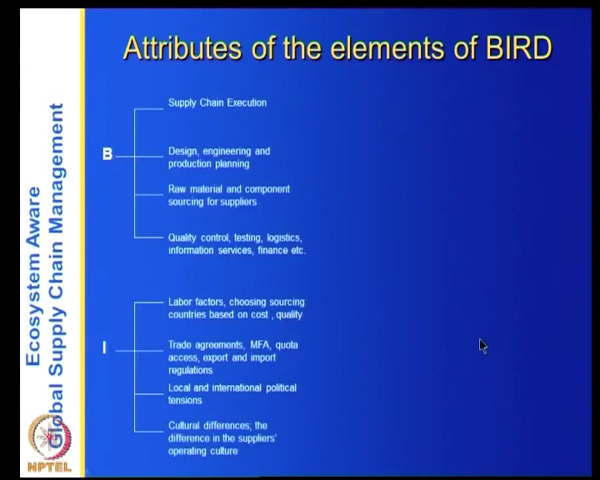 Attributes of the elements of BIRD
B
Supply Chain Execution
Design, engineering and
production planning
Raw material and component
sourcing for suppliers
Quality control, testing, logistics,
information services, finance etc.
I
Labor factors, choosing sourcing
countries based on cost , quality
Trade agreements, MFA, quota
access, export and import
regulations
Local and international political
tensions
Cultural differences; the
difference in the suppliers'
operating culture
Ecosystem Aware
Global Supply Chain Management
NPTEL